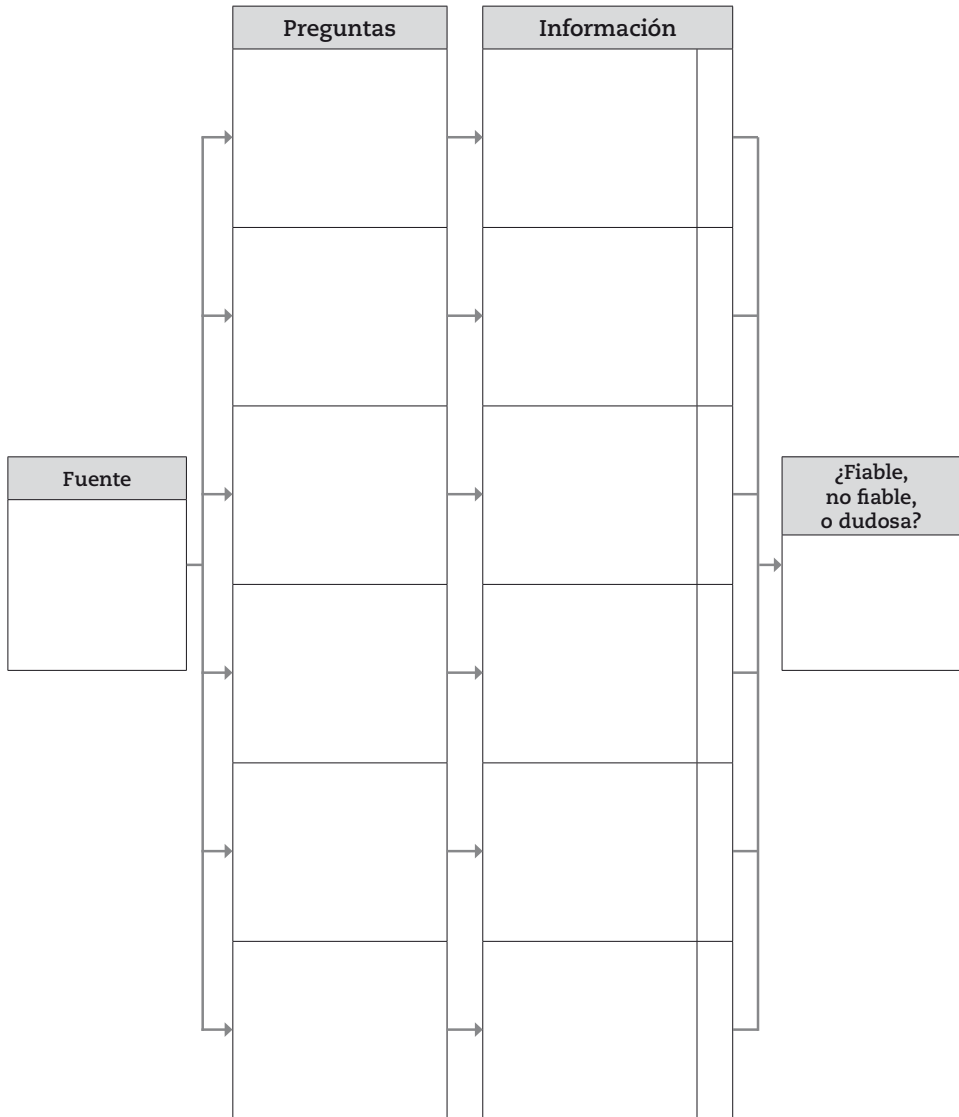 Preguntas
Información
Fuente
¿Fiable,
no fiable,
o dudosa?